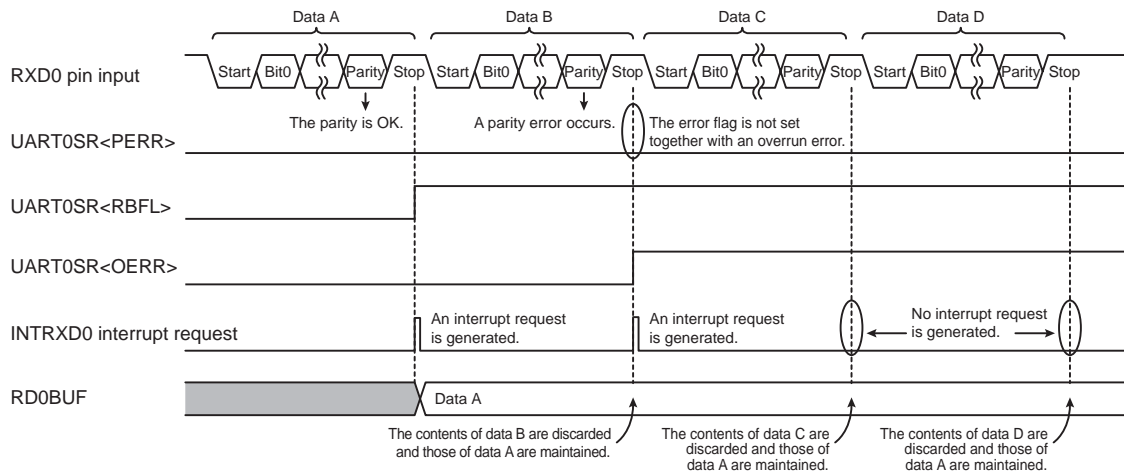 Data A Data B Data C Data D
RXD0 pin input
Start Bit0 Parity Stop Start Bit0 Parity Stop Start Bit0 Parity Stop Start Bit0 Parity Stop
The parity is OK.
A parity error occurs.
The error flag is not set
together with an overrun error.
UART0SR<PERR>
UART0SR<RBFL>
UART0SR<OERR>
INTRXD0 interrupt request
An interrupt request
is generated.
An interrupt request
is generated.
No interrupt request
is generated.
RD0BUF
Data A
The contents of data B are discarded
and those of data A are maintained.
The contents of data C are
discarded and those of
data A are maintained.
The contents of data D are
discarded and those of
data A are maintained.